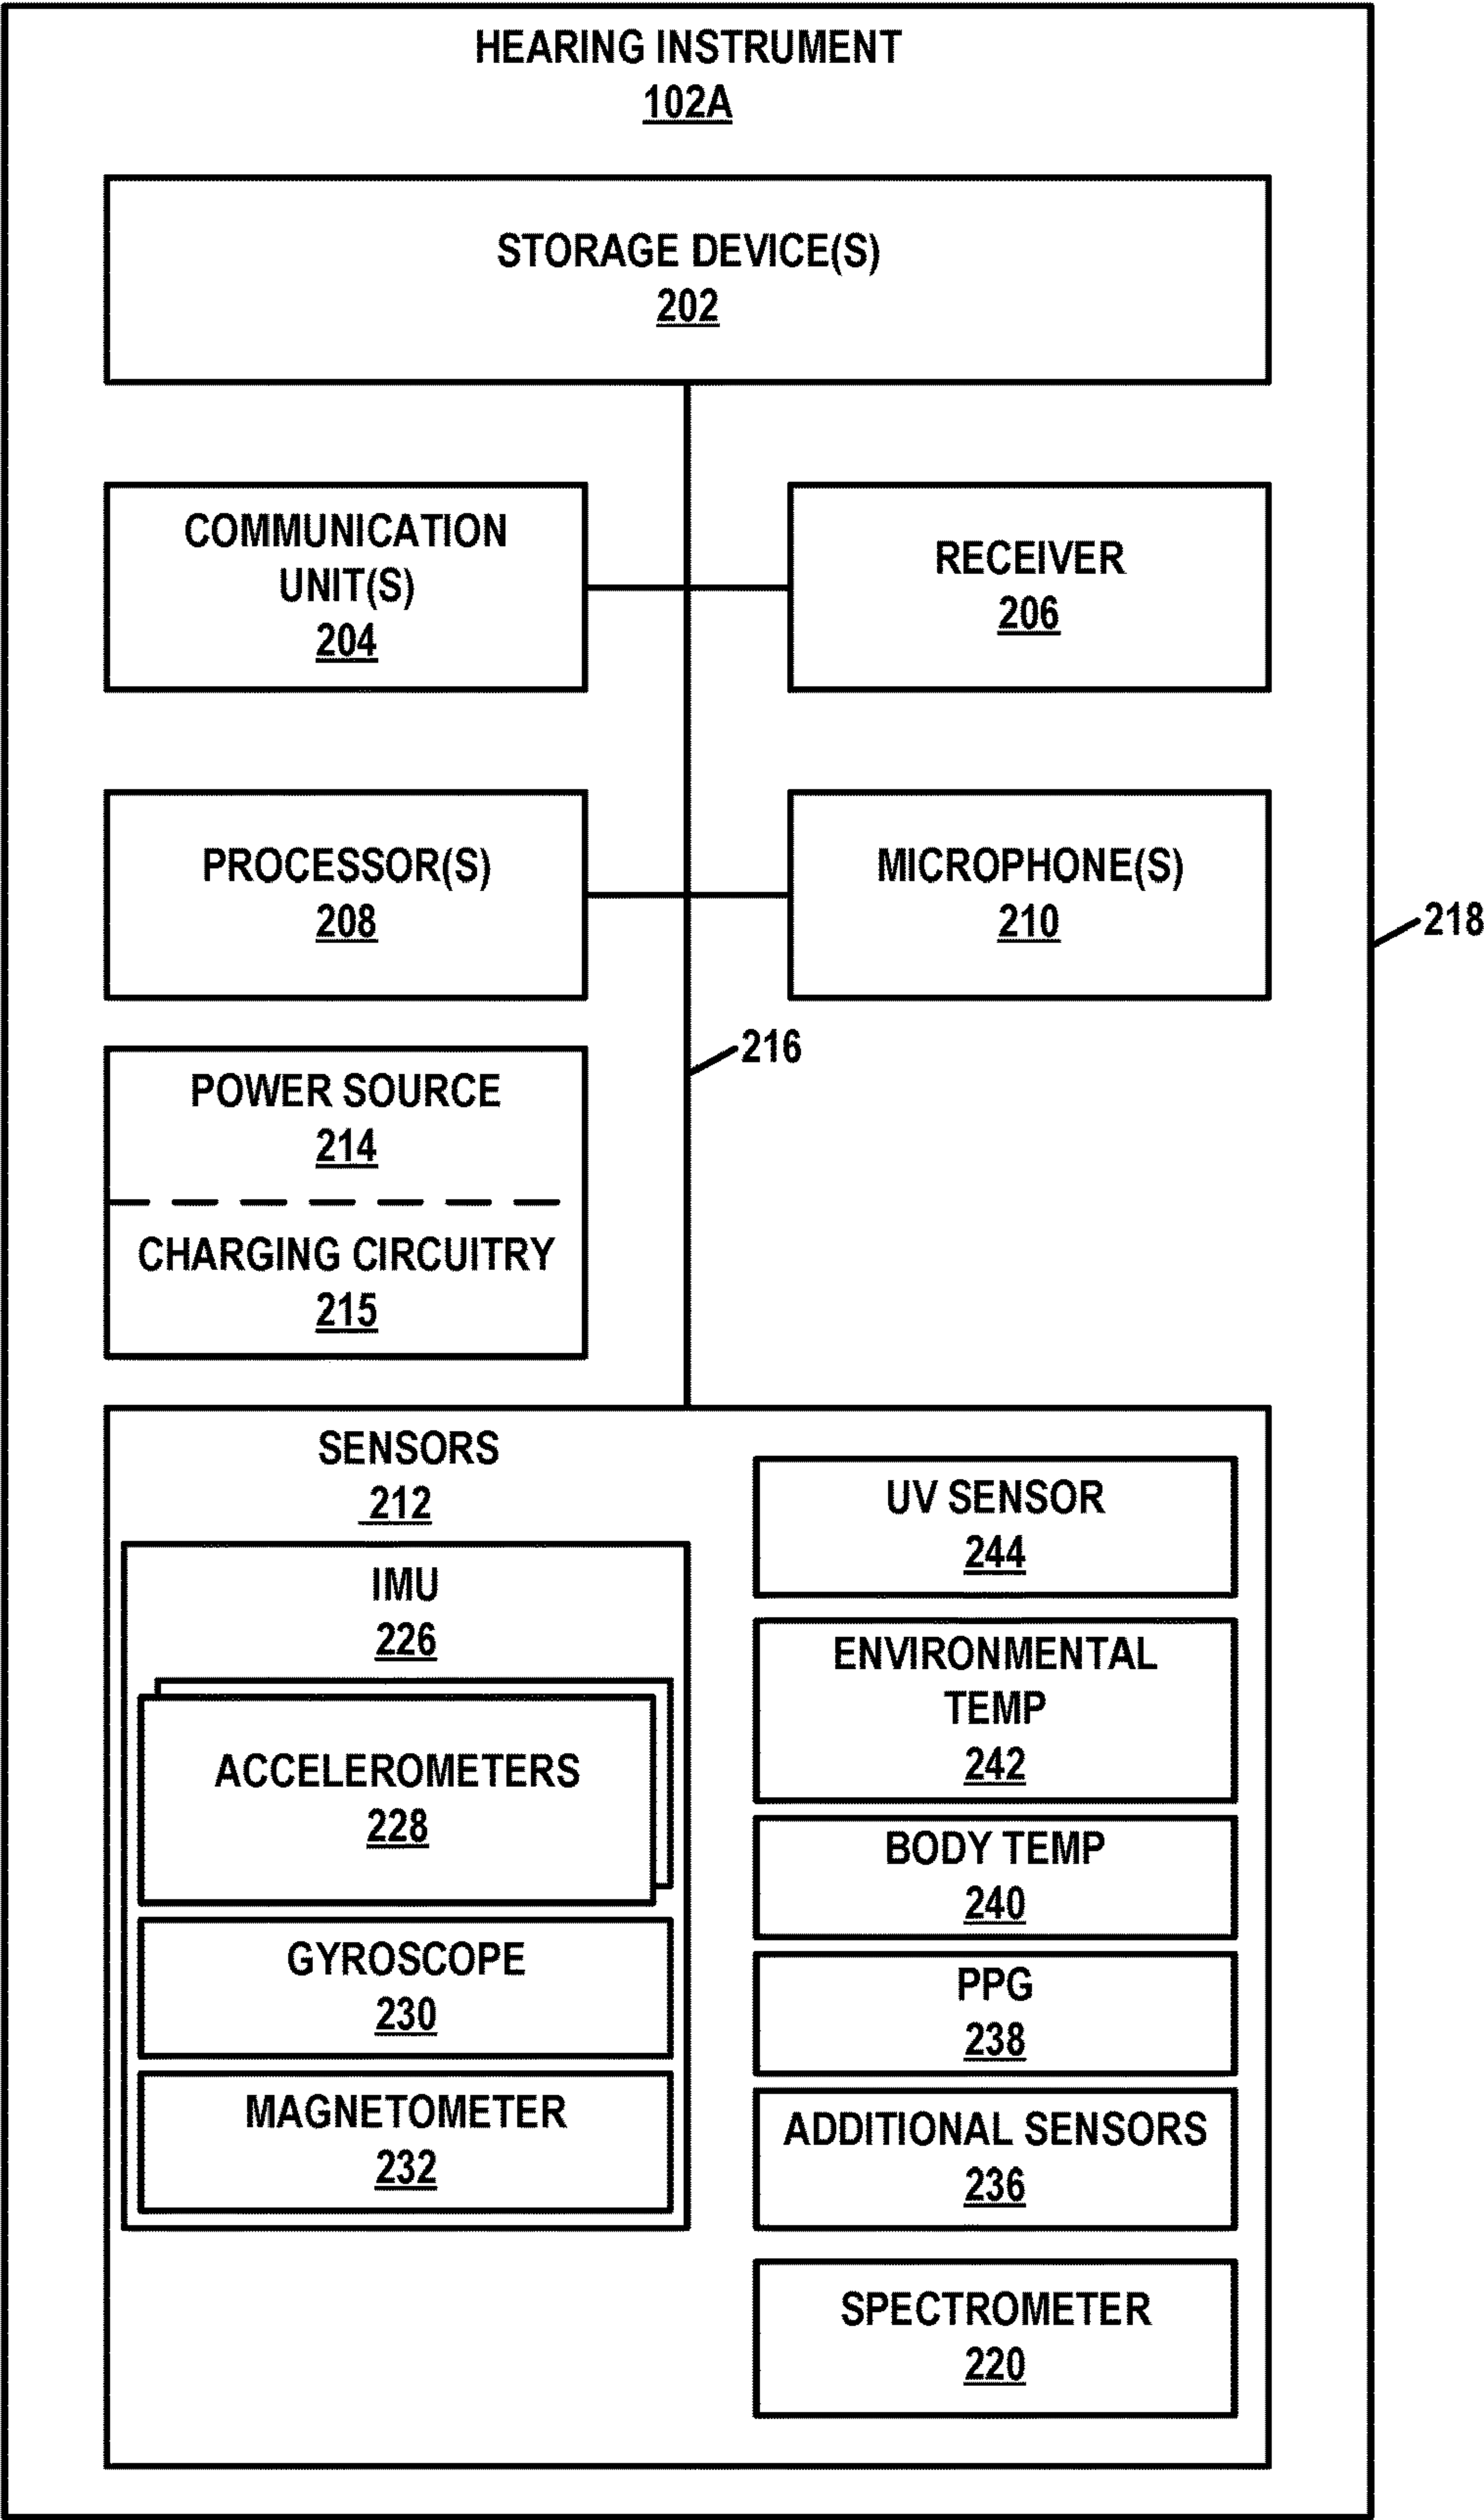 HEARING INSTRUMENT
102A
STORAGE DEVICE(S)
202
COMMUNICATION
UNIT(S)
204
RECEIVER
206
PROCESSOR(S)
208
MICROPHONE(S)
210
218
216
POWER SOURCE
214
CHARGING CIRCUITRY
215
SENSORS
212
IMU
226
ACCELEROMETERS
228
GYROSCOPE
230
MAGNETOMETER
232
UV SENSOR
244
ENVIRONMENTAL
TEMP
242
BODY TEMP
240
PPG
238
ADDITIONAL SENSORS
236
SPECTROMETER
220